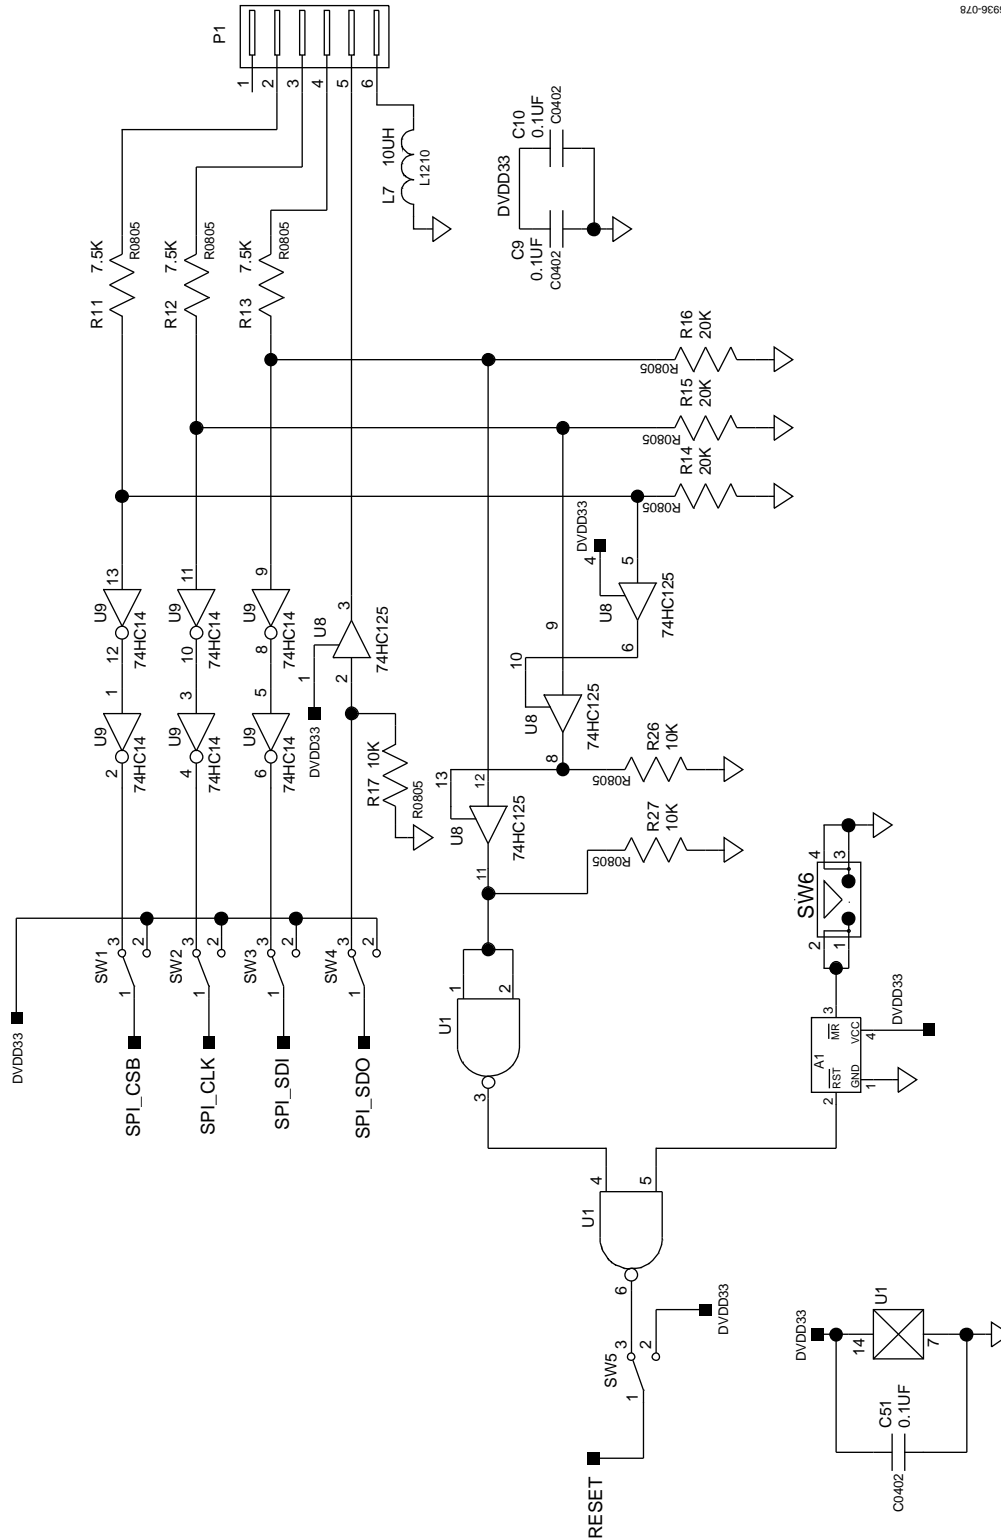 5936-078
P1
1
2
3
4
5
6
R11
7.5K
R0805
R12
7.5K
R0805
R13
7.5K
R0805
L7
10UH
L1210
DVDD33
C9
0.1UF
C0402
C10
0.1UF
C0402
R16
20K
R0805
R15
20K
R0805
R14
20K
R0805
U9
13
12
74HC14
U9
11
10
74HC14
U9
9
8
74HC14
U8
1
2
3
74HC125
DVDD33
U9
1
2
74HC14
U9
3
4
74HC14
U9
5
6
74HC14
R17
10K
R0805
DVDD33
4
5
U8
6
74HC125
9
10
U8
8
74HC125
R26
10K
R0805
13
12
U8
11
74HC125
R27
10K
R0805
DVDD33
SW1
3
2
1
SPI_CSB
SW2
3
2
1
SPI_CLK
SW3
3
2
1
SPI_SDI
SW4
3
2
1
SPI_SDO
U1
1
2
3
SW6
4
3
2
1
A1
MR
VCC
RST
GND
3
4
2
1
DVDD33
U1
4
5
6
SW5
3
2
1
DVDD33
RESET
DVDD33
U1
14
7
C51
0.1UF
C0402